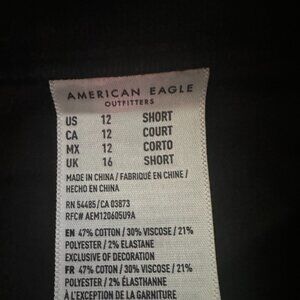 AMERICAN EAGLE
OUTFITTERS
US 12 SHORT
CA 12 COURT
MX 12 CORTO
UK 16 SHORT
MADE IN CHINA / FABRIQUÉ EN CHINE /
HECHO EN CHINA
RN 54485/ CA 03873
RFC# AEM120605U9A
EN 47% COTTON / 30% VISCOSE / 21%
POLYESTER / 2% ELASTANE
EXCLUSIVE OF DECORATION
FR 47% COTON / 30% VISCOSE / 21%
POLYESTER / 2% ÉLASTHANNE
À L'EXCEPTION DE LA GARNITURE